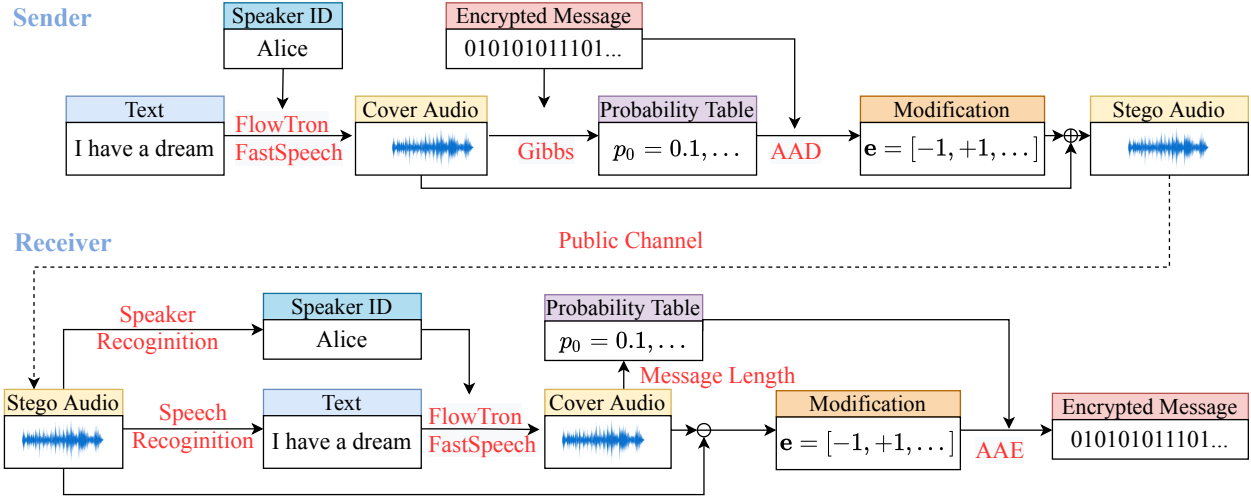 Sender
Speaker ID
Alice
Encrypted Message
010101011101...
Text
I have a dream
FlowTron
FastSpeech
Cover Audio
Gibbs
Probability Table
p₀ = 0.1, . . .
AAD
Modification
e = [−1, +1, . . . ]
Stego Audio
Receiver
Public Channel
Speaker
Recoginition
Speaker ID
Alice
Probability Table
p₀ = 0.1, . . .
Message Length
Stego Audio
Speech
Recoginition
Text
I have a dream
FlowTron
FastSpeech
Cover Audio
Modification
e = [−1, +1, . . . ]
AAE
Encrypted Message
010101011101...